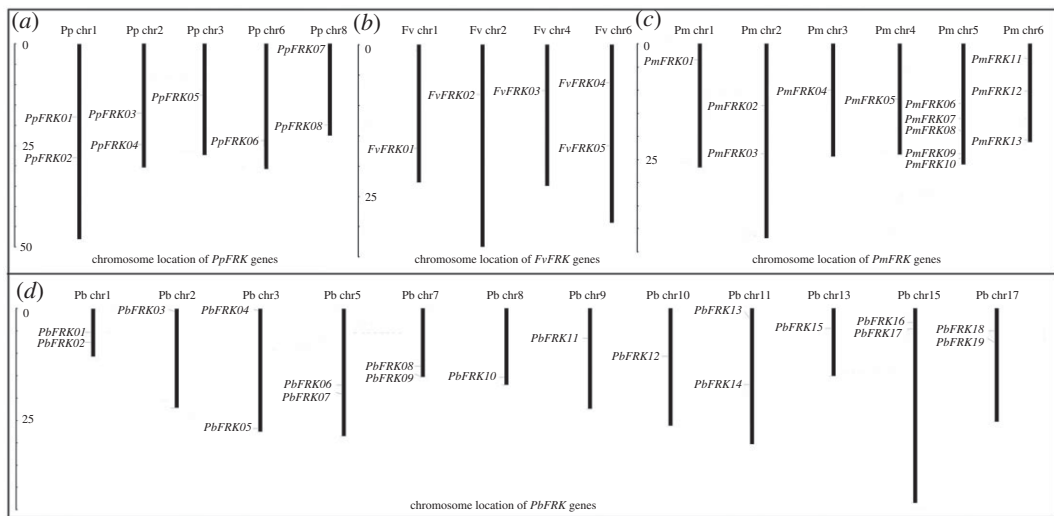 (a)
Pp chr1 Pp chr2 Pp chr3 Pp chr6 Pp chr8
0
PpFRK07
PpFRK05
PpFRK01
PpFRK03
PpFRK08
PpFRK04
PpFRK06
25
PpFRK02
50
chromosome location of PpFRK genes
(b)
Fv chr1 Fv chr2 Fv chr4 Fv chr6
0
FvFRK04
FvFRK02
FvFRK03
FvFRK01
FvFRK05
25
chromosome location of FvFRK genes
(c)
Pm chr1 Pm chr2 Pm chr3 Pm chr4 Pm chr5 Pm chr6
0
PmFRK01
PmFRK11
PmFRK04
PmFRK12
PmFRK05
PmFRK02
PmFRK06
PmFRK07
PmFRK08
PmFRK13
PmFRK03
PmFRK09
25
PmFRK10
chromosome location of PmFRK genes
(d)
Pb chr1 Pb chr2 Pb chr3 Pb chr5 Pb chr7 Pb chr8 Pb chr9 Pb chr10 Pb chr11 Pb chr13 Pb chr15 Pb chr17
0
PbFRK03
PbFRK04
PbFRK13
PbFRK16
PbFRK01
PbFRK15
PbFRK17
PbFRK18
PbFRK02
PbFRK11
PbFRK19
PbFRK12
PbFRK08
PbFRK09
PbFRK10
PbFRK06
PbFRK14
PbFRK07
25
PbFRK05
chromosome location of PbFRK genes